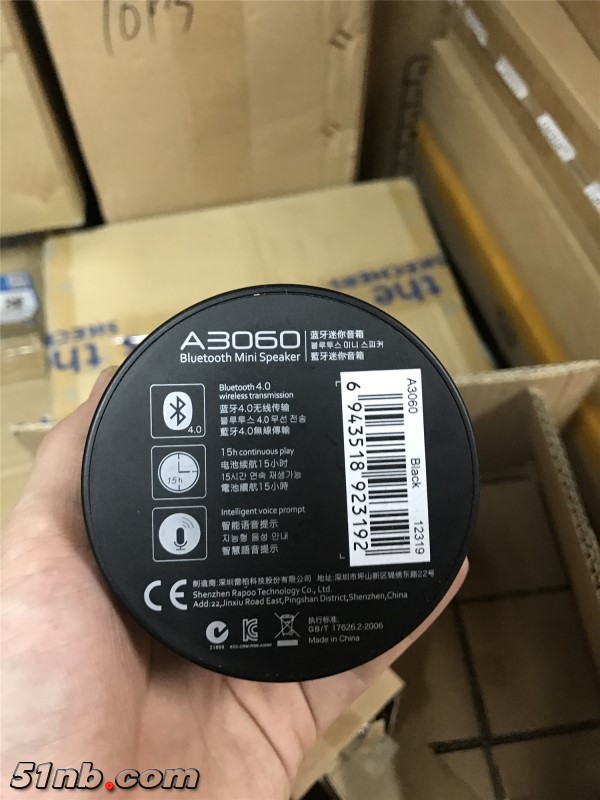 10PS
the
SKECHERS
the
SKECHERS
A3060
Bluetooth Mini Speaker
蓝牙迷你音箱
블루투스 미니 스피커
藍牙迷你音箱
Bluetooth 4.0
wireless transmission
蓝牙4.0无线传输
블루투스 4.0 무선 전송
藍牙4.0無線傳輸
4.0
15h continuous play
电池续航15小时
15시간 연속 재생가능
電池續航15小時
15h
Intelligent voice prompt
智能语音提示
지능형 음성 안내
智慧語音提示
A3060 Black 12319
6 943518 923192
CE
制造商:深圳雷柏科技股份有限公司 地址:深圳市坪山新区锦绣东路22号
Shenzhen Rapoo Technology Co., Ltd.
Add:22,Jinxiu Road East,Pingshan District,Shenzhen,China
执行标准:
GB/T 17626.2-2006
Made in China
51nb.com